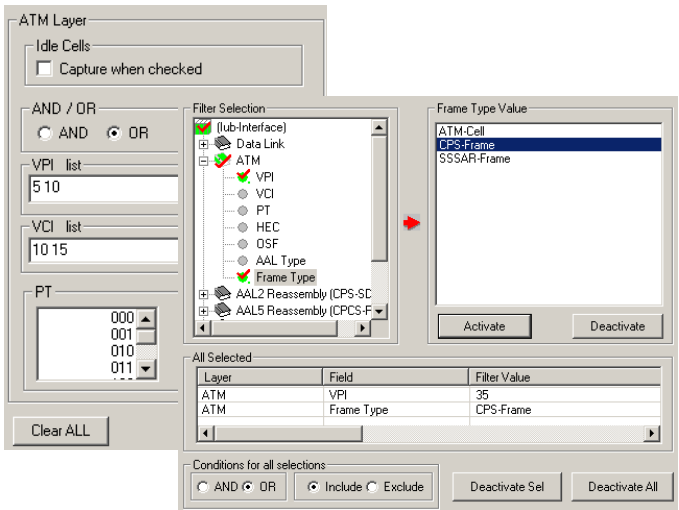 ATM Layer
Idle Cells
Capture when checked
AND / OR
AND OR
VPI list
5 10
VCI list
10 15
PT
000
001
010
011
Clear ALL
Filter Selection
(Iub-Interface)
Data Link
ATM
VPI
VCI
PT
HEC
OSF
AAL Type
Frame Type
AAL2 Reassembly (CPS-SD
AAL5 Reassembly (CPCS-F
Frame Type Value
ATM-Cell
CPS-Frame
SSSAR-Frame
Activate Deactivate
All Selected
Layer Field Filter Value
ATM VPI 35
ATM Frame Type CPS-Frame
Conditions for all selections
AND OR Include Exclude
Deactivate Sel Deactivate All